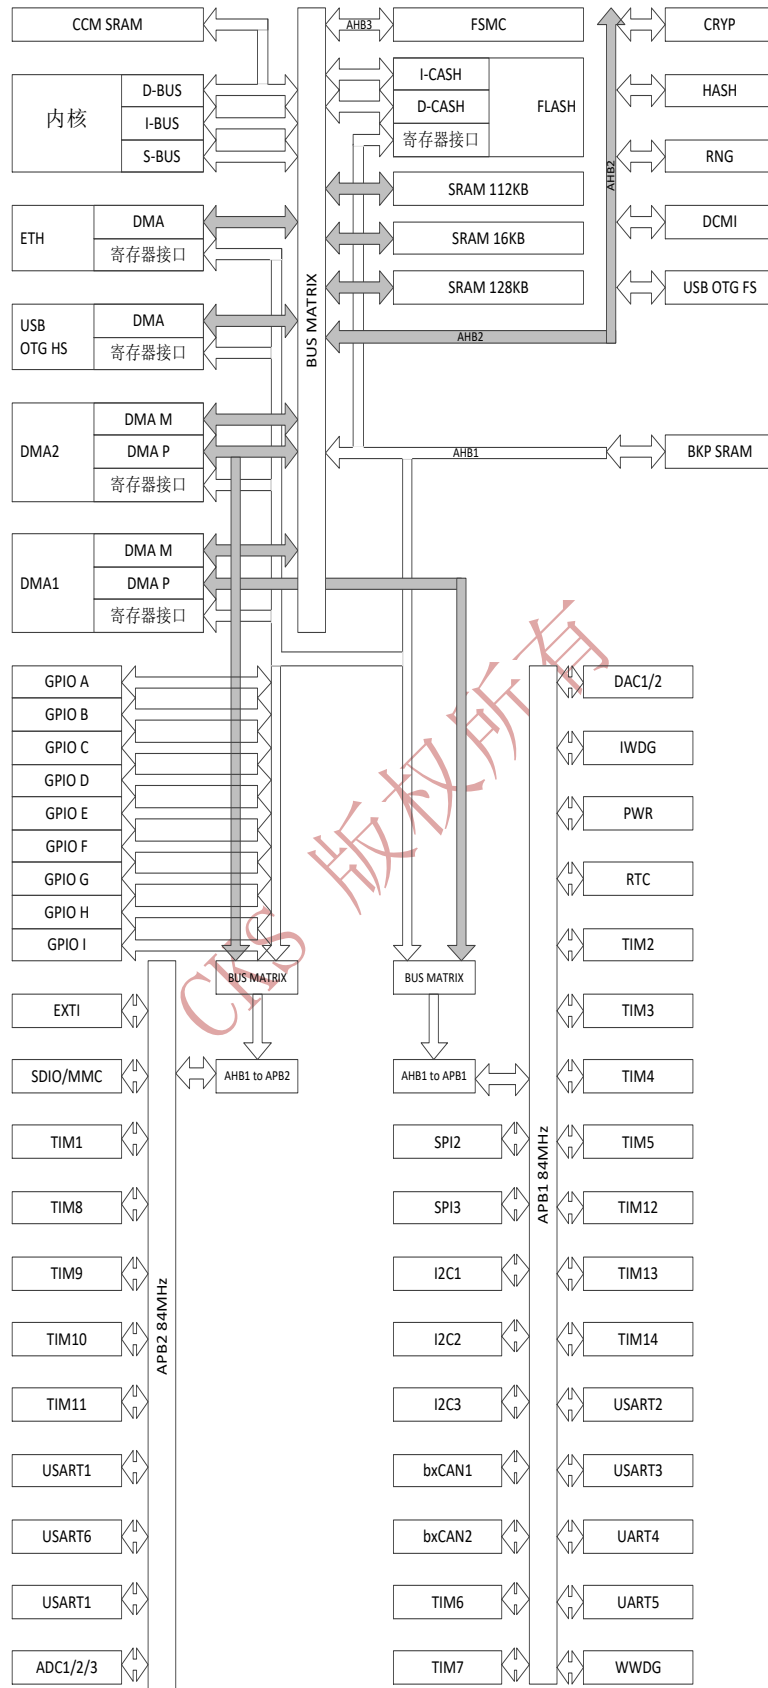 CCM SRAM
内核
D-BUS
I-BUS
S-BUS
ETH
DMA
寄存器接口
USB
OTG HS
DMA
寄存器接口
DMA2
DMA M
DMA P
寄存器接口
DMA1
DMA M
DMA P
寄存器接口
BUS MATRIX
AHB3
FSMC
I-CASH
D-CASH
寄存器接口
FLASH
SRAM 112KB
SRAM 16KB
SRAM 128KB
AHB2
AHB2
AHB1
CRYP
HASH
RNG
DCMI
USB OTG FS
BKP SRAM
GPIO A
GPIO B
GPIO C
GPIO D
GPIO E
GPIO F
GPIO G
GPIO H
GPIO I
BUS MATRIX
BUS MATRIX
AHB1 to APB2
AHB1 to APB1
EXTI
SDIO/MMC
TIM1
TIM8
TIM9
TIM10
TIM11
USART1
USART6
USART1
ADC1/2/3
APB2 84MHz
SPI2
SPI3
I2C1
I2C2
I2C3
bxCAN1
bxCAN2
TIM6
TIM7
APB1 84MHz
DAC1/2
IWDG
PWR
RTC
TIM2
TIM3
TIM4
TIM5
TIM12
TIM13
TIM14
USART2
USART3
UART4
UART5
WWDG
CKS 版权所有